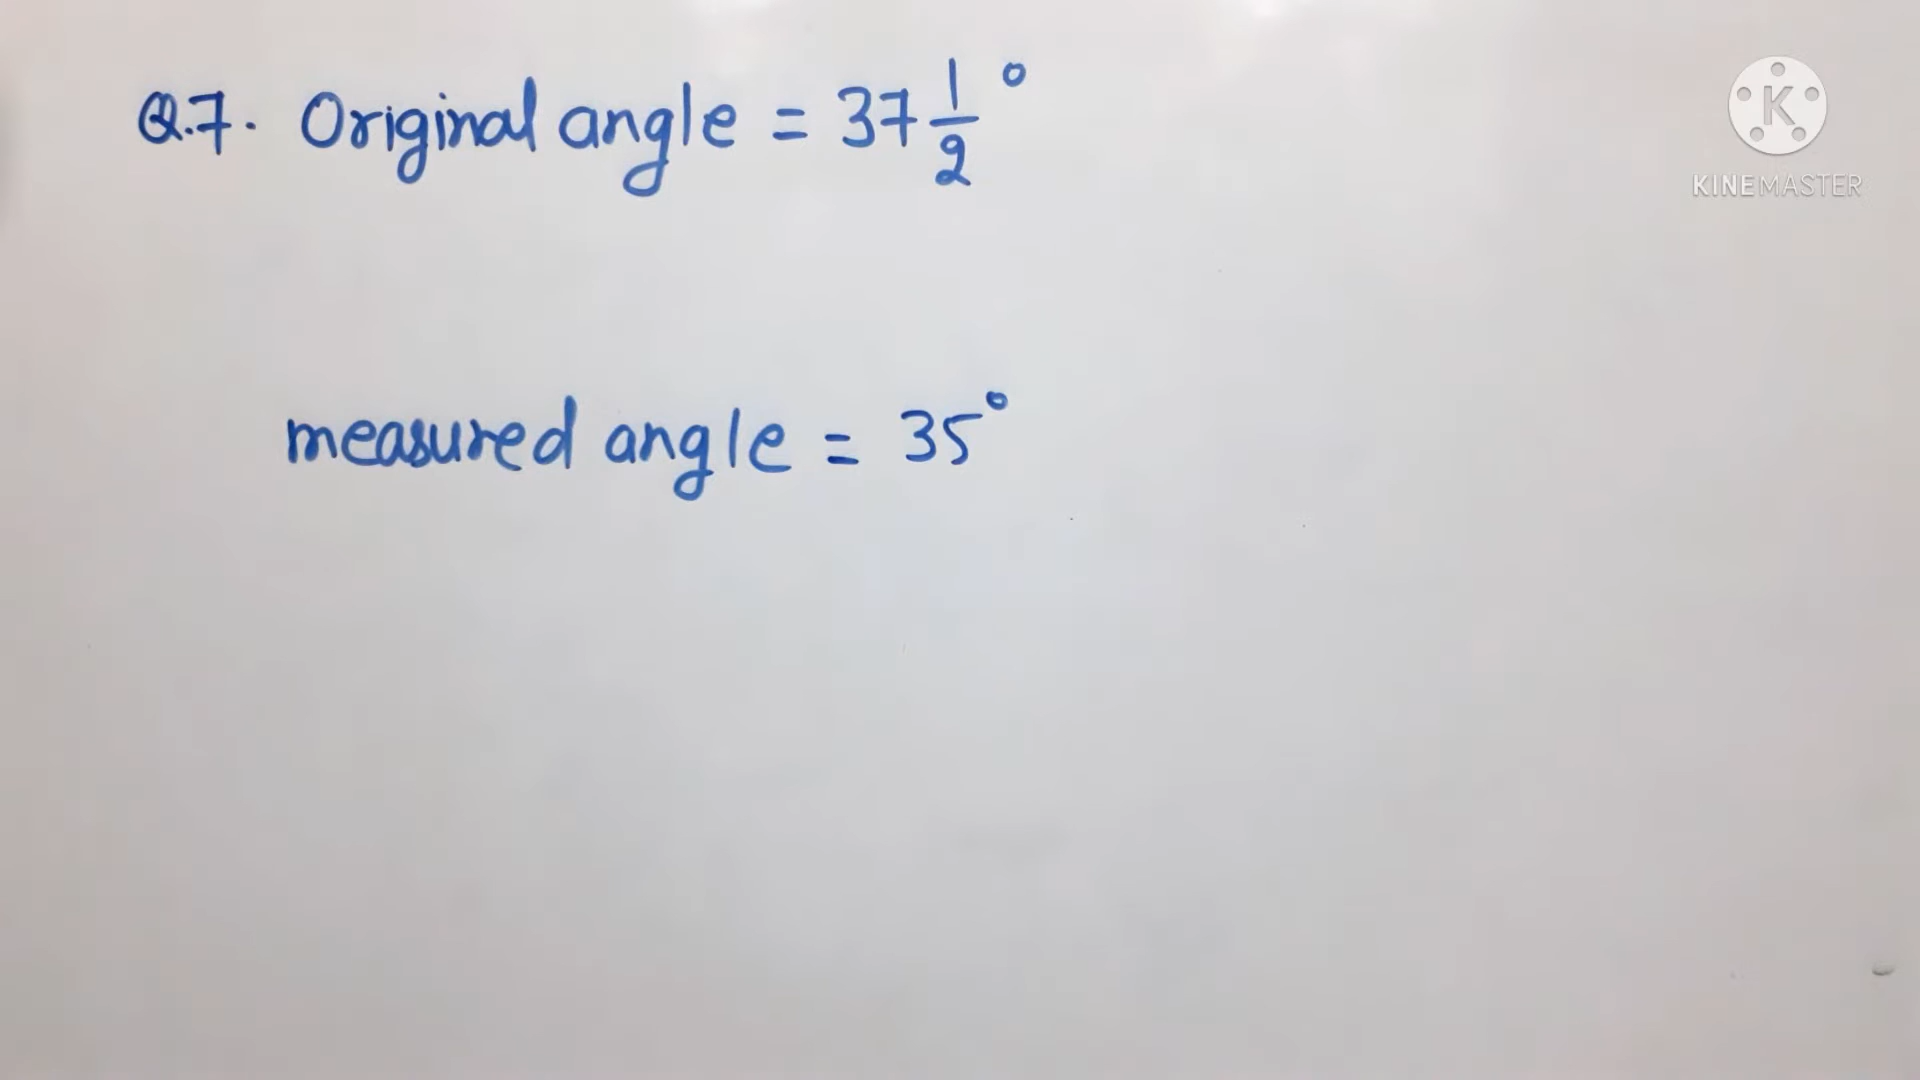 Q.7. Original angle = 37 1/2 °
K
KINEMASTER
measured angle = 35°